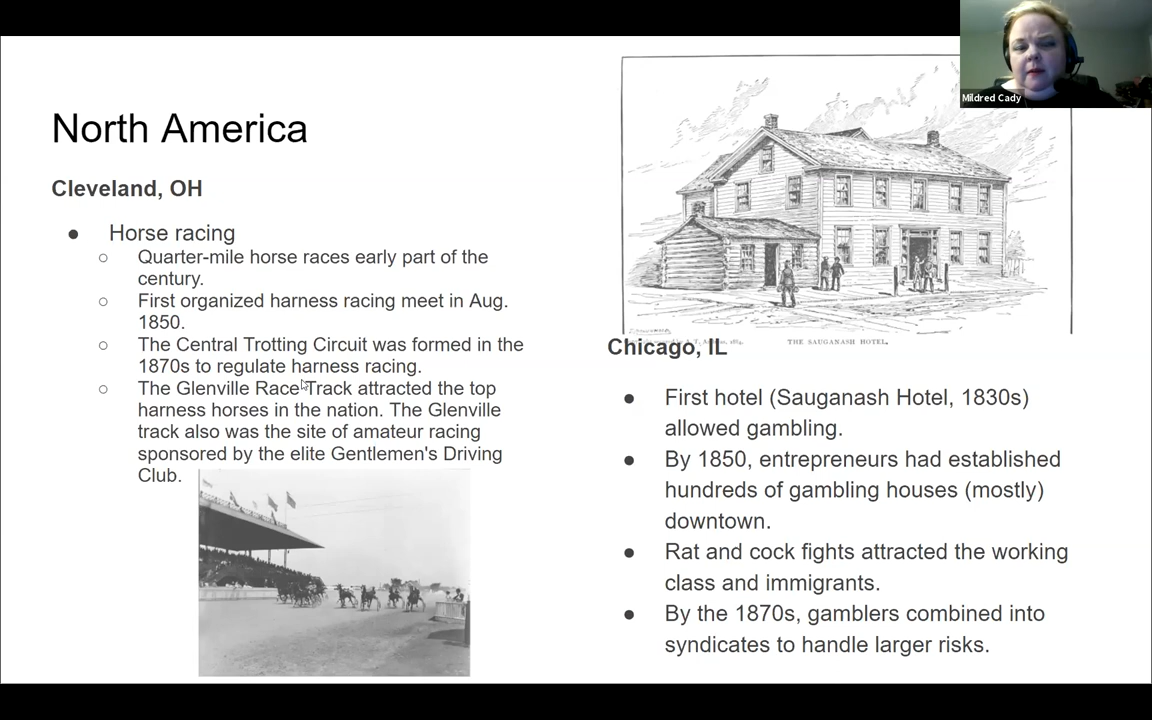 North America
Cleveland, OH
● Horse racing
○ Quarter-mile horse races early part of the
century.
○ First organized harness racing meet in Aug.
1850.
○ The Central Trotting Circuit was formed in the
1870s to regulate harness racing.
○ The Glenville Race Track attracted the top
harness horses in the nation. The Glenville
track also was the site of amateur racing
sponsored by the elite Gentlemen's Driving
Club.
Mildred Cady
THE SAUGANASH HOTEL.
Chicago, IL
● First hotel (Sauganash Hotel, 1830s)
allowed gambling.
● By 1850, entrepreneurs had established
hundreds of gambling houses (mostly)
downtown.
● Rat and cock fights attracted the working
class and immigrants.
● By the 1870s, gamblers combined into
syndicates to handle larger risks.